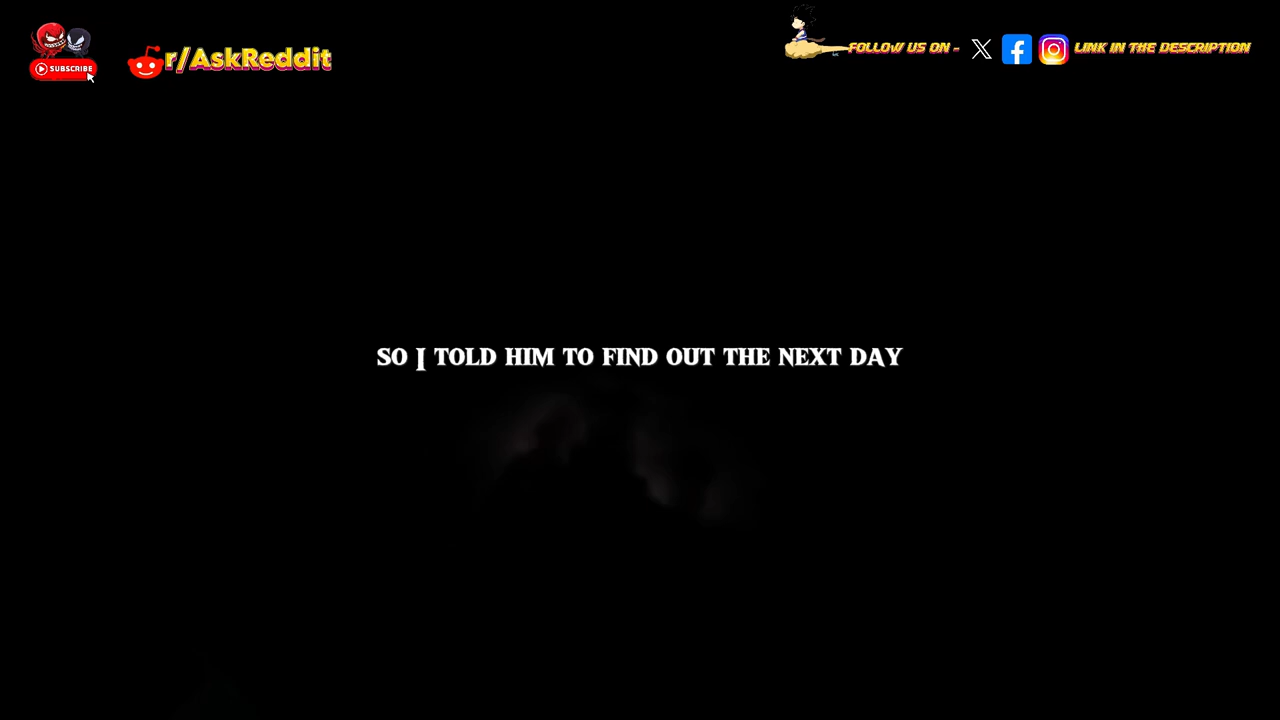 SUBSCRIBE
r/AskReddit
FOLLOW US ON -
LINK IN THE DESCRIPTION
SO I TOLD HIM TO FIND OUT THE NEXT DAY